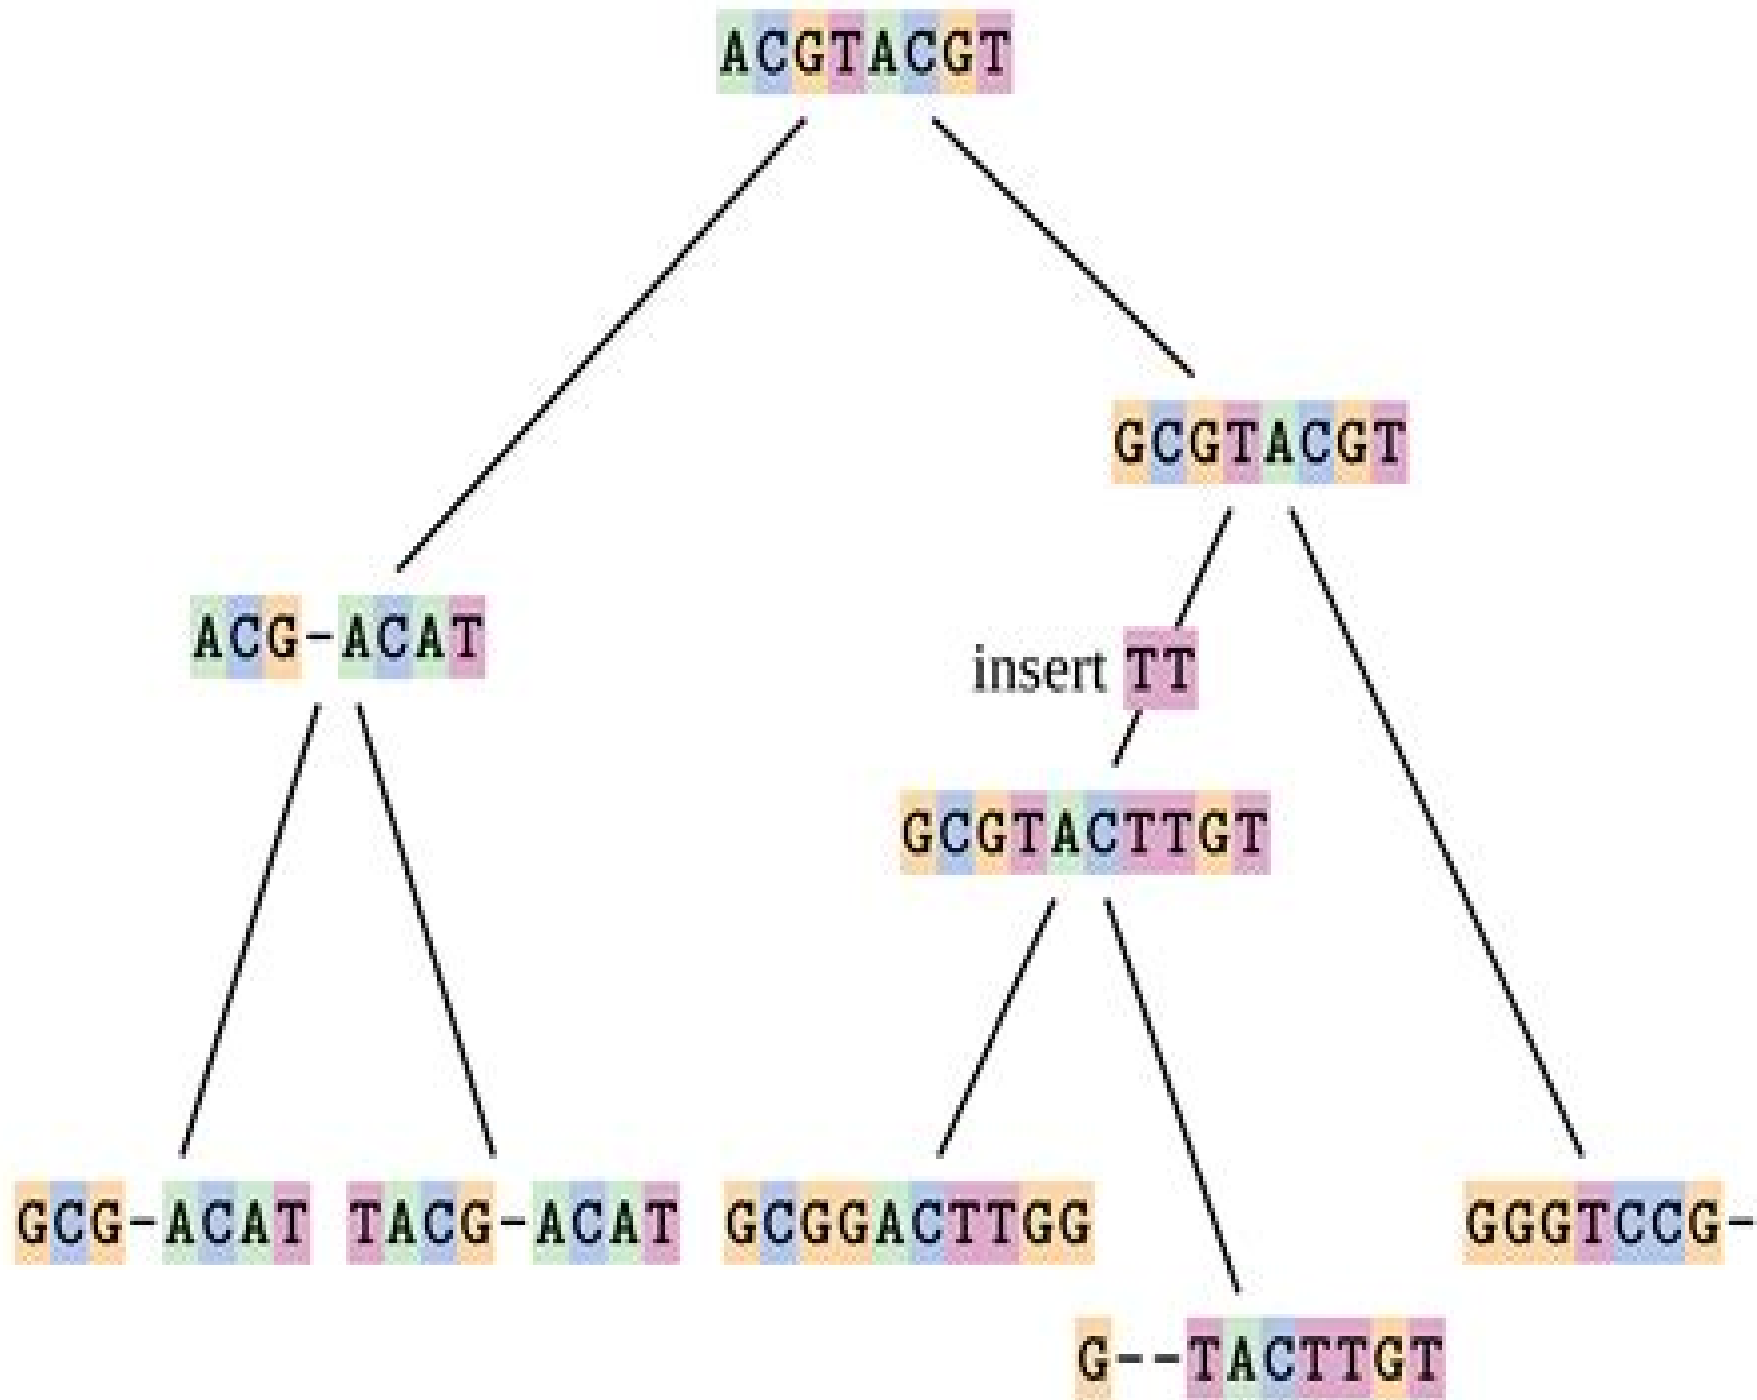 ACGTACGT
GCGTACGT
ACG-ACAT
insert TT
GCGTACTTGT
GCG-ACAT TACG-ACAT GCGGACTTGG GGGTCCG-
G--TACTTGT